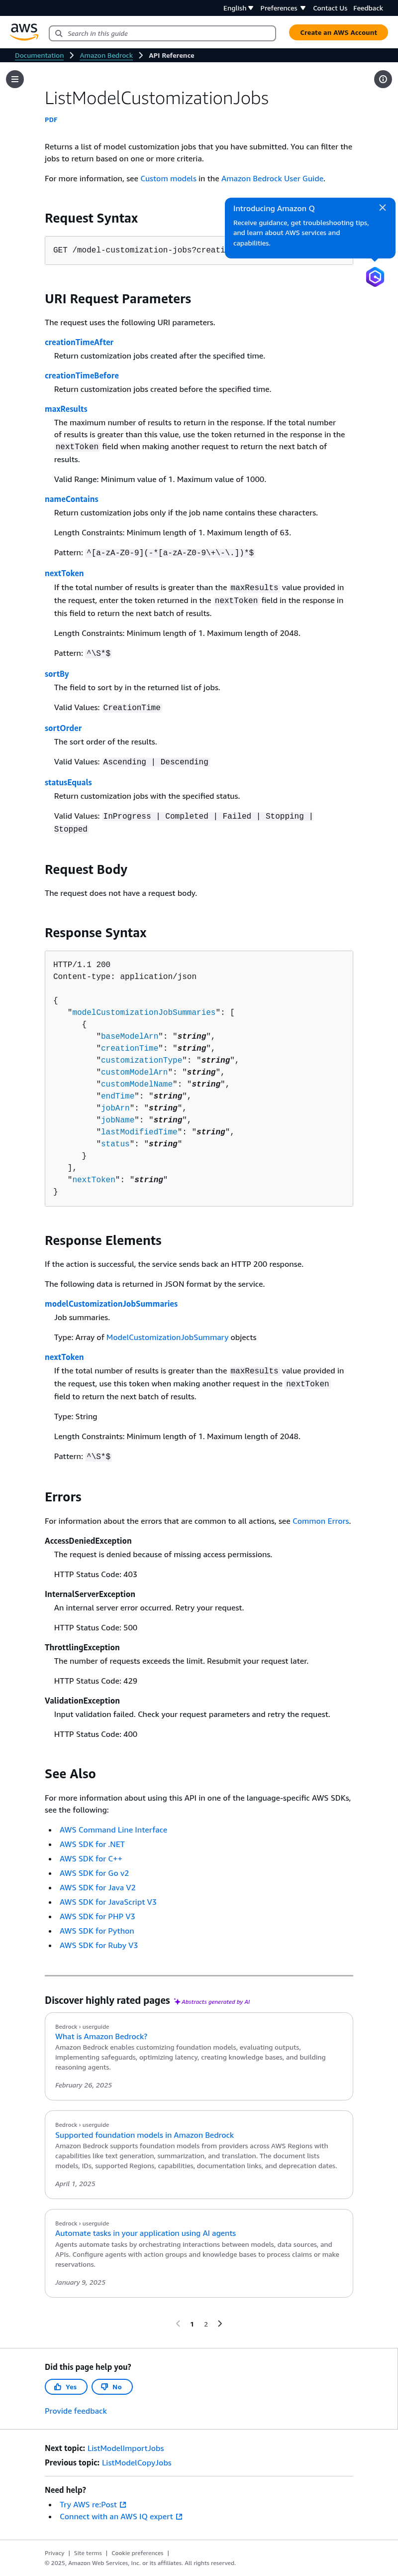 English
Preferences
Contact Us
Feedback
aws
Search in this guide
Create an AWS Account
Documentation
Amazon Bedrock
API Reference
ListModelCustomizationJobs
PDF
Returns a list of model customization jobs that you have submitted. You can filter the
jobs to return based on one or more criteria.
For more information, see Custom models in the Amazon Bedrock User Guide.
Introducing Amazon Q
Receive guidance, get troubleshooting tips,
and learn about AWS services and
capabilities.
Request Syntax
GET /model-customization-jobs?creati
URI Request Parameters
The request uses the following URI parameters.
creationTimeAfter
Return customization jobs created after the specified time.
creationTimeBefore
Return customization jobs created before the specified time.
maxResults
The maximum number of results to return in the response. If the total number
of results is greater than this value, use the token returned in the response in the
nextToken field when making another request to return the next batch of
results.
Valid Range: Minimum value of 1. Maximum value of 1000.
nameContains
Return customization jobs only if the job name contains these characters.
Length Constraints: Minimum length of 1. Maximum length of 63.
Pattern: ^[a-zA-Z0-9](-*[a-zA-Z0-9\+\-\.])*$
nextToken
If the total number of results is greater than the maxResults value provided in
the request, enter the token returned in the nextToken field in the response in
this field to return the next batch of results.
Length Constraints: Minimum length of 1. Maximum length of 2048.
Pattern: ^\S*$
sortBy
The field to sort by in the returned list of jobs.
Valid Values: CreationTime
sortOrder
The sort order of the results.
Valid Values: Ascending | Descending
statusEquals
Return customization jobs with the specified status.
Valid Values: InProgress | Completed | Failed | Stopping |
Stopped
Request Body
The request does not have a request body.
Response Syntax
HTTP/1.1 200
Content-type: application/json
{
"modelCustomizationJobSummaries": [
{
"baseModelArn": "string",
"creationTime": "string",
"customizationType": "string",
"customModelArn": "string",
"customModelName": "string",
"endTime": "string",
"jobArn": "string",
"jobName": "string",
"lastModifiedTime": "string",
"status": "string"
}
],
"nextToken": "string"
}
Response Elements
If the action is successful, the service sends back an HTTP 200 response.
The following data is returned in JSON format by the service.
modelCustomizationJobSummaries
Job summaries.
Type: Array of ModelCustomizationJobSummary objects
nextToken
If the total number of results is greater than the maxResults value provided in the
request, use this token when making another request in the nextToken
field to return the next batch of results.
Type: String
Length Constraints: Minimum length of 1. Maximum length of 2048.
Pattern: ^\S*$
Errors
For information about the errors that are common to all actions, see Common Errors.
AccessDeniedException
The request is denied because of missing access permissions.
HTTP Status Code: 403
InternalServerException
An internal server error occurred. Retry your request.
HTTP Status Code: 500
ThrottlingException
The number of requests exceeds the limit. Resubmit your request later.
HTTP Status Code: 429
ValidationException
Input validation failed. Check your request parameters and retry the request.
HTTP Status Code: 400
See Also
For more information about using this API in one of the language-specific AWS SDKs,
see the following:
AWS Command Line Interface
AWS SDK for .NET
AWS SDK for C++
AWS SDK for Go v2
AWS SDK for Java V2
AWS SDK for JavaScript V3
AWS SDK for PHP V3
AWS SDK for Python
AWS SDK for Ruby V3
Discover highly rated pages Abstracts generated by AI
Bedrock › userguide
What is Amazon Bedrock?
Amazon Bedrock enables customizing foundation models, evaluating outputs,
implementing safeguards, optimizing latency, creating knowledge bases, and building
reasoning agents.
February 26, 2025
Bedrock › userguide
Supported foundation models in Amazon Bedrock
Amazon Bedrock supports foundation models from providers across AWS Regions with
capabilities like text generation, summarization, and translation. The document lists
models, IDs, supported Regions, capabilities, documentation links, and deprecation dates.
April 1, 2025
Bedrock › userguide
Automate tasks in your application using AI agents
Agents automate tasks by orchestrating interactions between models, data sources, and
APIs. Configure agents with action groups and knowledge bases to process claims or make
reservations.
January 9, 2025
1 2
Did this page help you?
Yes
No
Provide feedback
Next topic: ListModelImportJobs
Previous topic: ListModelCopyJobs
Need help?
Try AWS re:Post
Connect with an AWS IQ expert
Privacy | Site terms | Cookie preferences |
© 2025, Amazon Web Services, Inc. or its affiliates. All rights reserved.